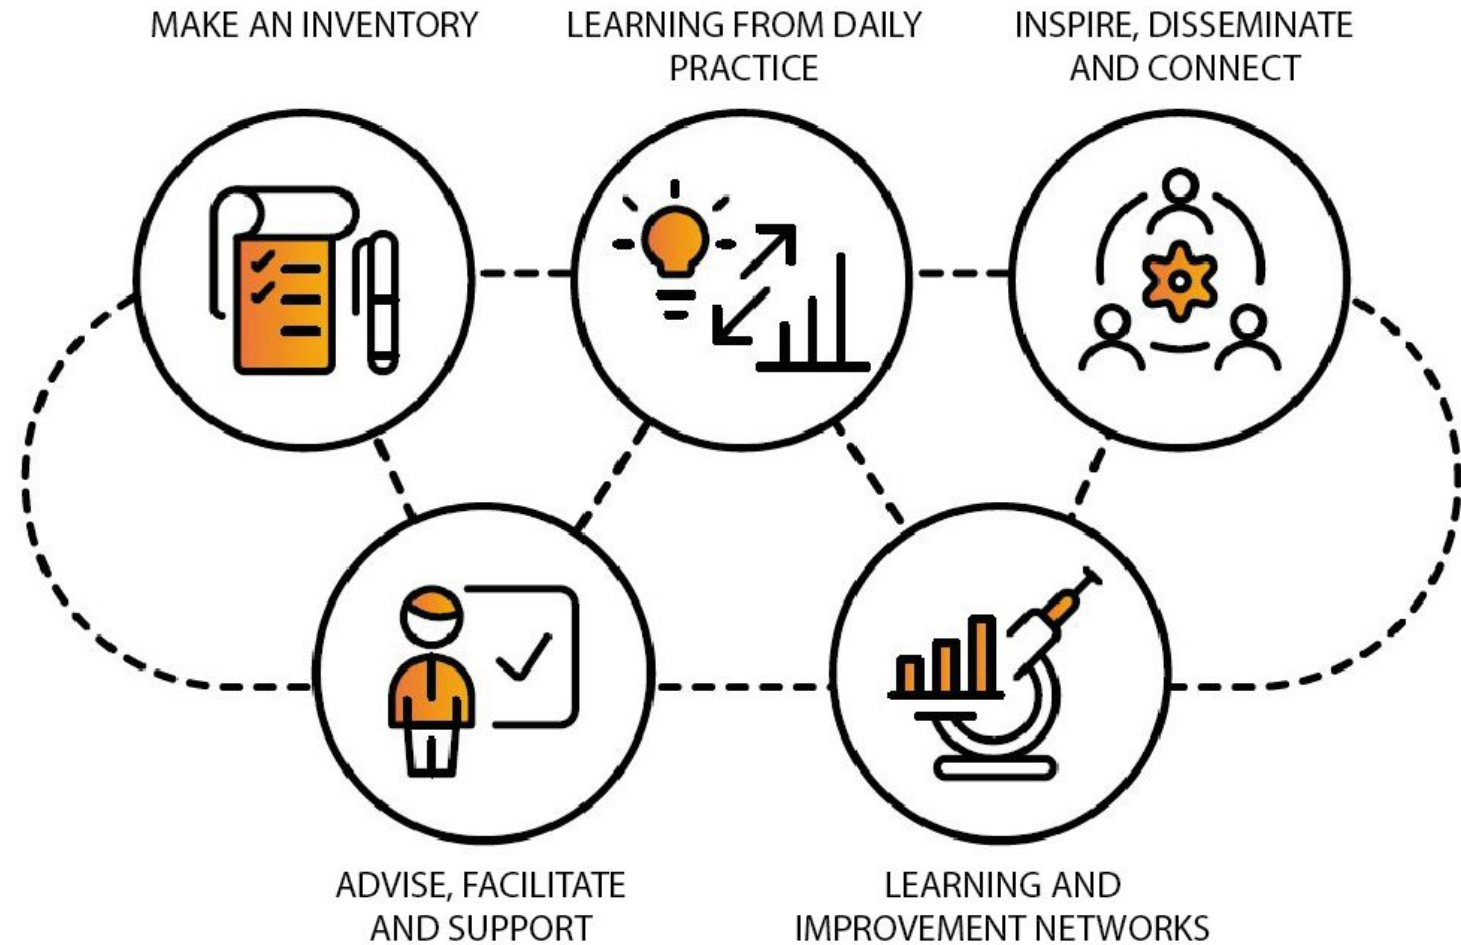 MAKE AN INVENTORY
LEARNING FROM DAILY
PRACTICE
INSPIRE, DISSEMINATE
AND CONNECT
ADVISE, FACILITATE
AND SUPPORT
LEARNING AND
IMPROVEMENT NETWORKS